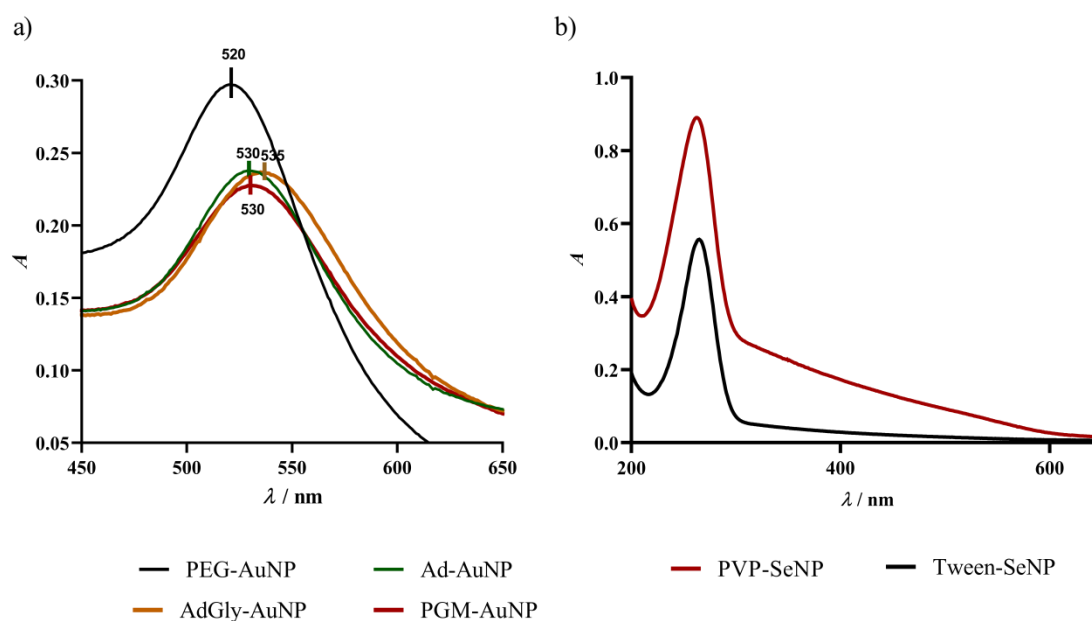 a)
520
0.30
0.25
530
535
0.20
530
A
0.15
0.10
0.05
450
500
550
600
650
λ / nm
b)
1.0
0.8
0.6
A
0.4
0.2
0.0
200
400
600
λ / nm
PEG-AuNP
Ad-AuNP
AdGly-AuNP
PGM-AuNP
PVP-SeNP
Tween-SeNP